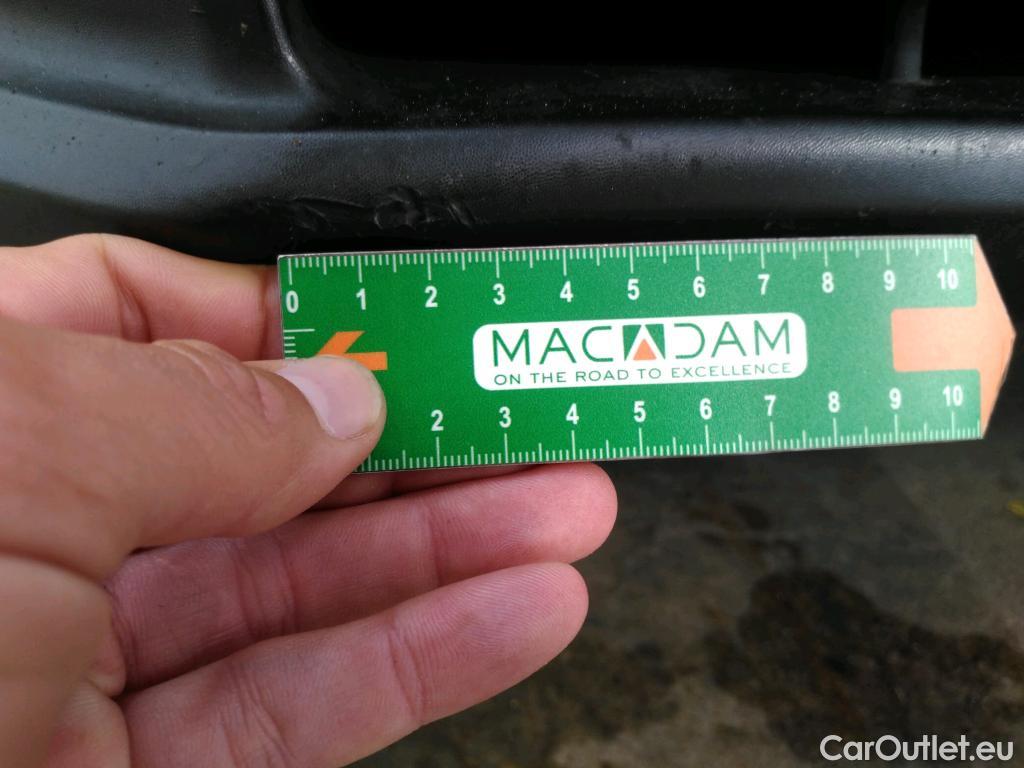 0 1 2 3 4 5 6 7 8 9 10
MACADAM
ON THE ROAD TO EXCELLENCE
2 3 4 5 6 7 8 9 10
CarOutlet.eu